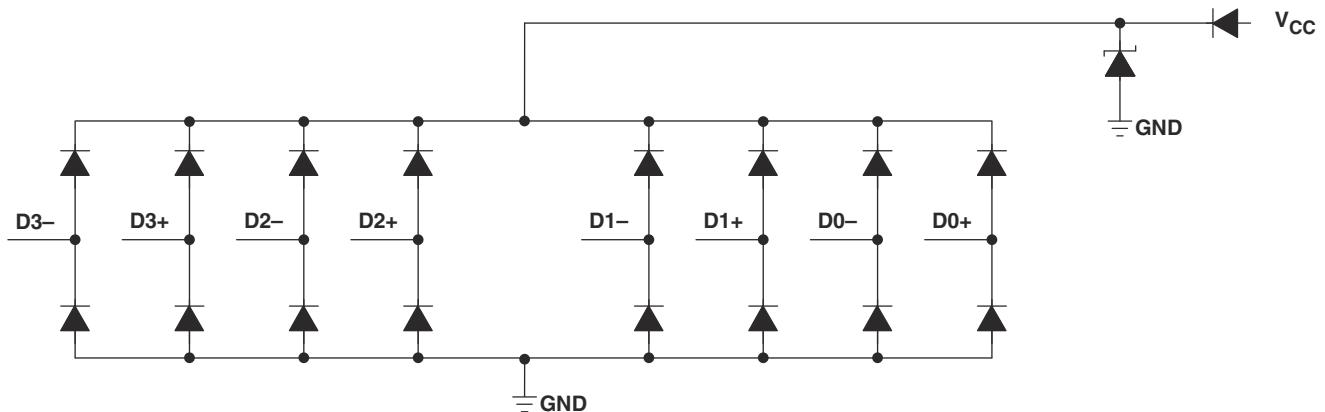 VCC
GND
D3– D3+ D2– D2+ D1– D1+ D0– D0+
GND